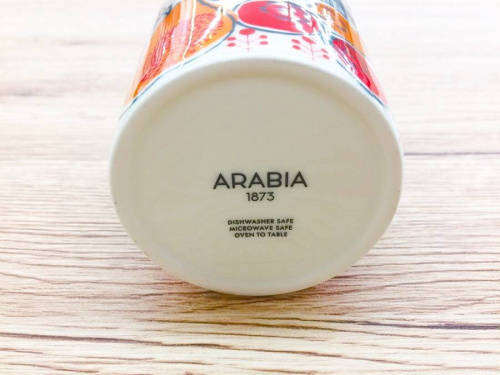 ARABIA
1873
DISHWASHER SAFE
MICROWAVE SAFE
OVEN TO TABLE